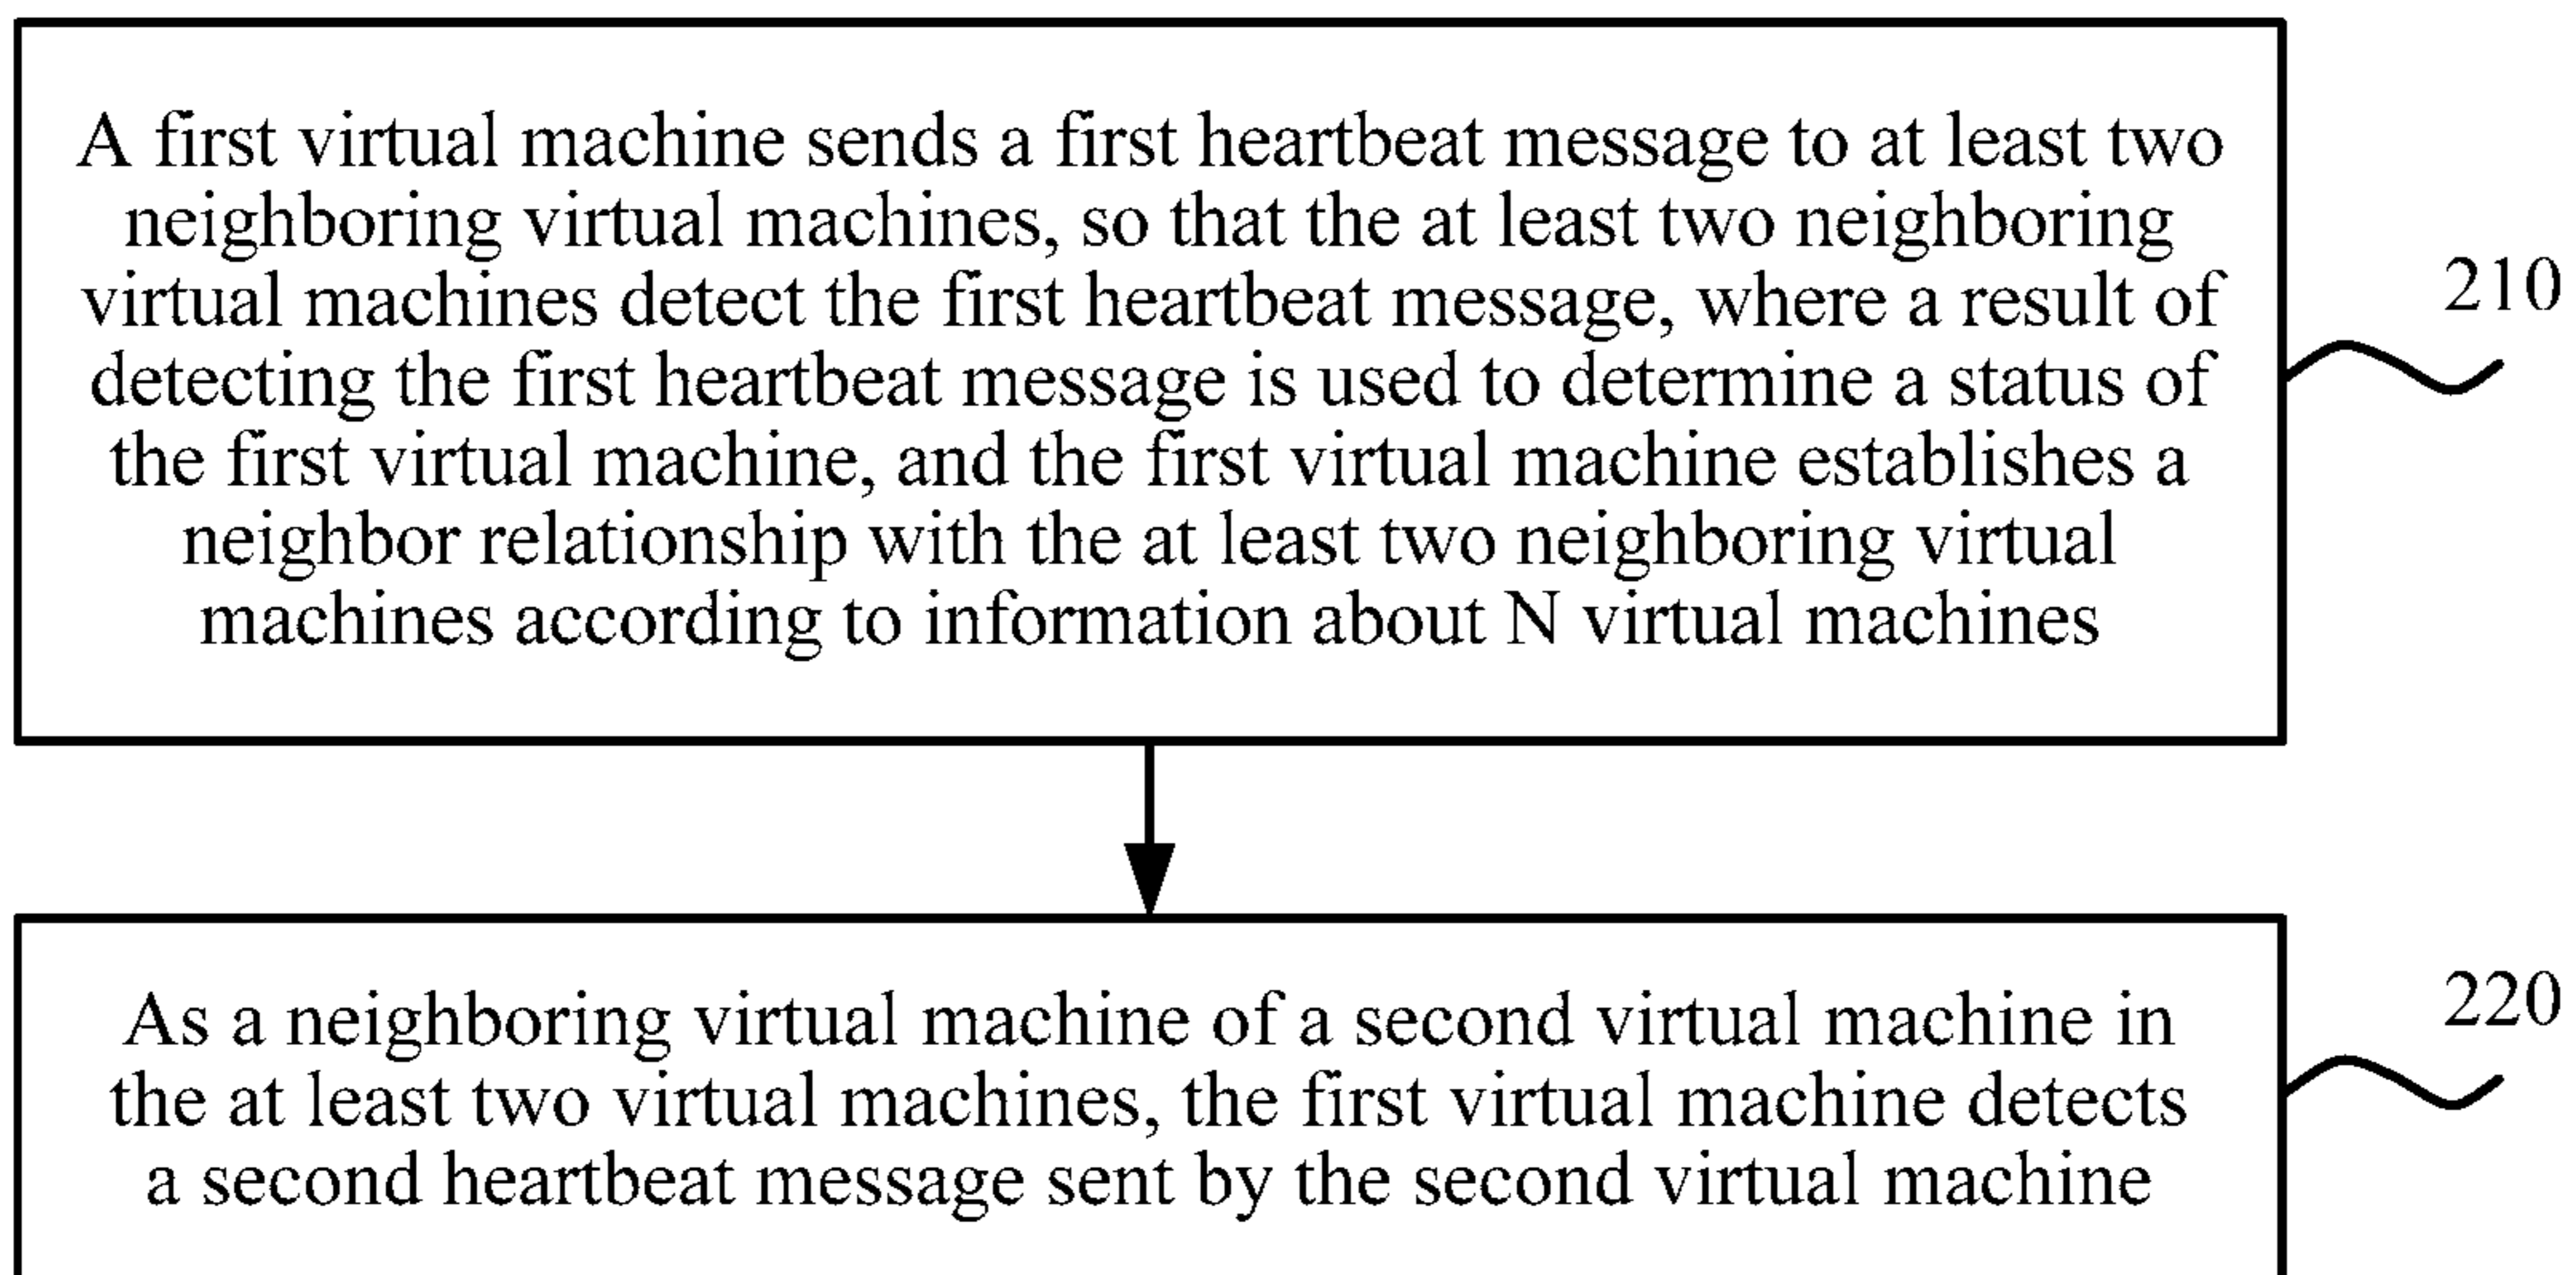 A first virtual machine sends a first heartbeat message to at least two
neighboring virtual machines, so that the at least two neighboring
virtual machines detect the first heartbeat message, where a result of
detecting the first heartbeat message is used to determine a status of
the first virtual machine, and the first virtual machine establishes a
neighbor relationship with the at least two neighboring virtual
machines according to information about N virtual machines
210
As a neighboring virtual machine of a second virtual machine in
the at least two virtual machines, the first virtual machine detects
a second heartbeat message sent by the second virtual machine
220